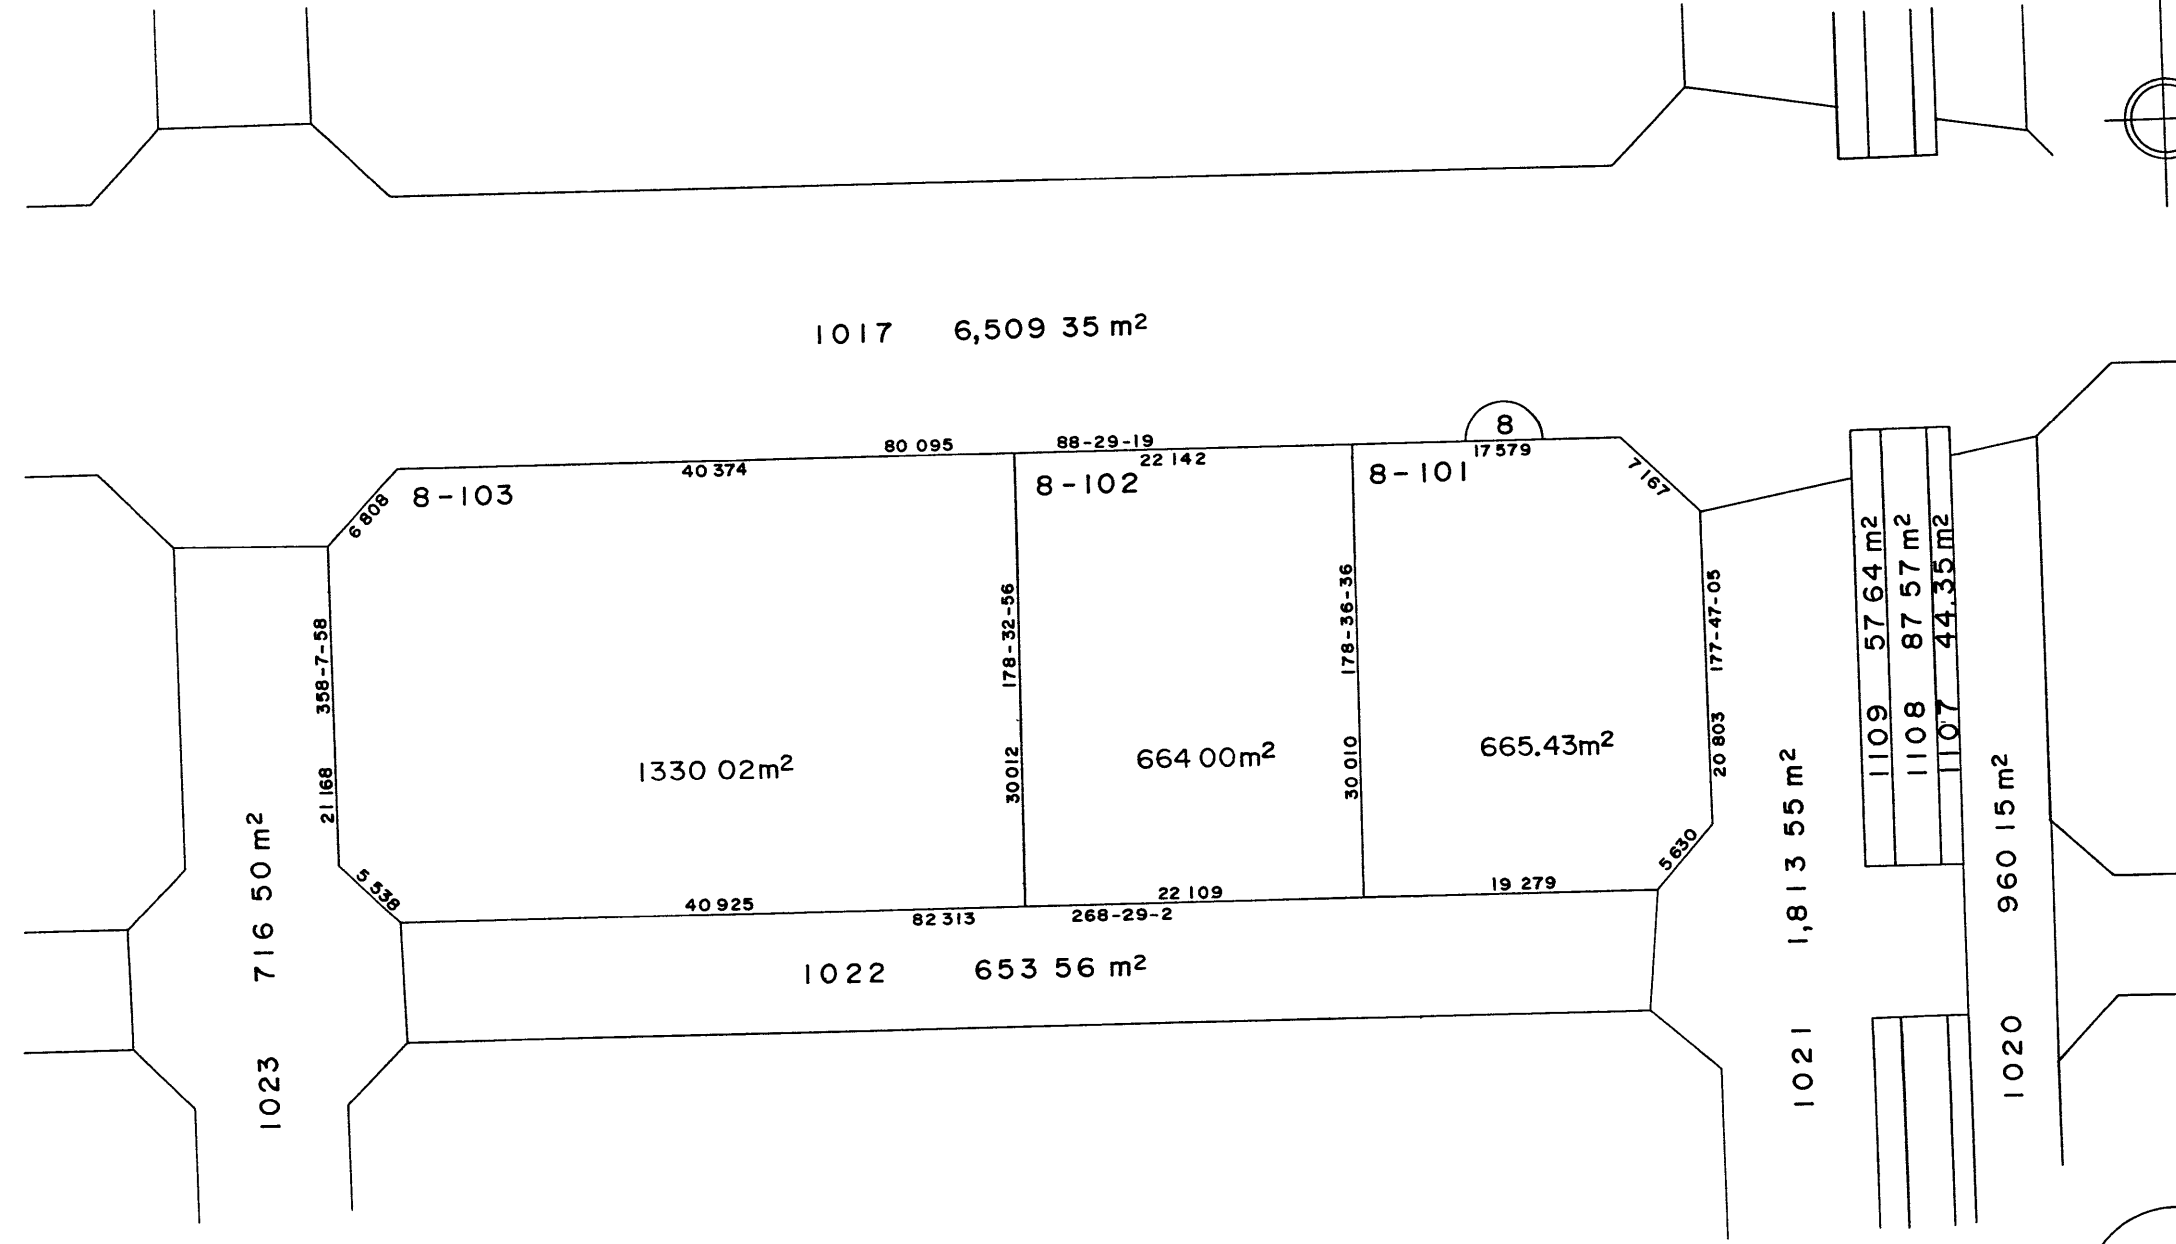 1017 6,509 35 m²
8
80 095 88-29-19
40 374 22 142 17 579
6 808 8-103 8-102 8-101 7 167
358-7-58 178-32-56 178-36-36 177-47-05
21 168 30 012 30 010 20 803
1330 02m² 664 00m² 665.43m²
5 538 40 925 22 109 19 279 5 630
82 313 268-29-2
1022 653 56 m²
1023 716 50 m²
1021 1,813 55 m²
1109 57 64 m²
1108 87 57 m²
1107 44.35 m²
1020 960 15 m²